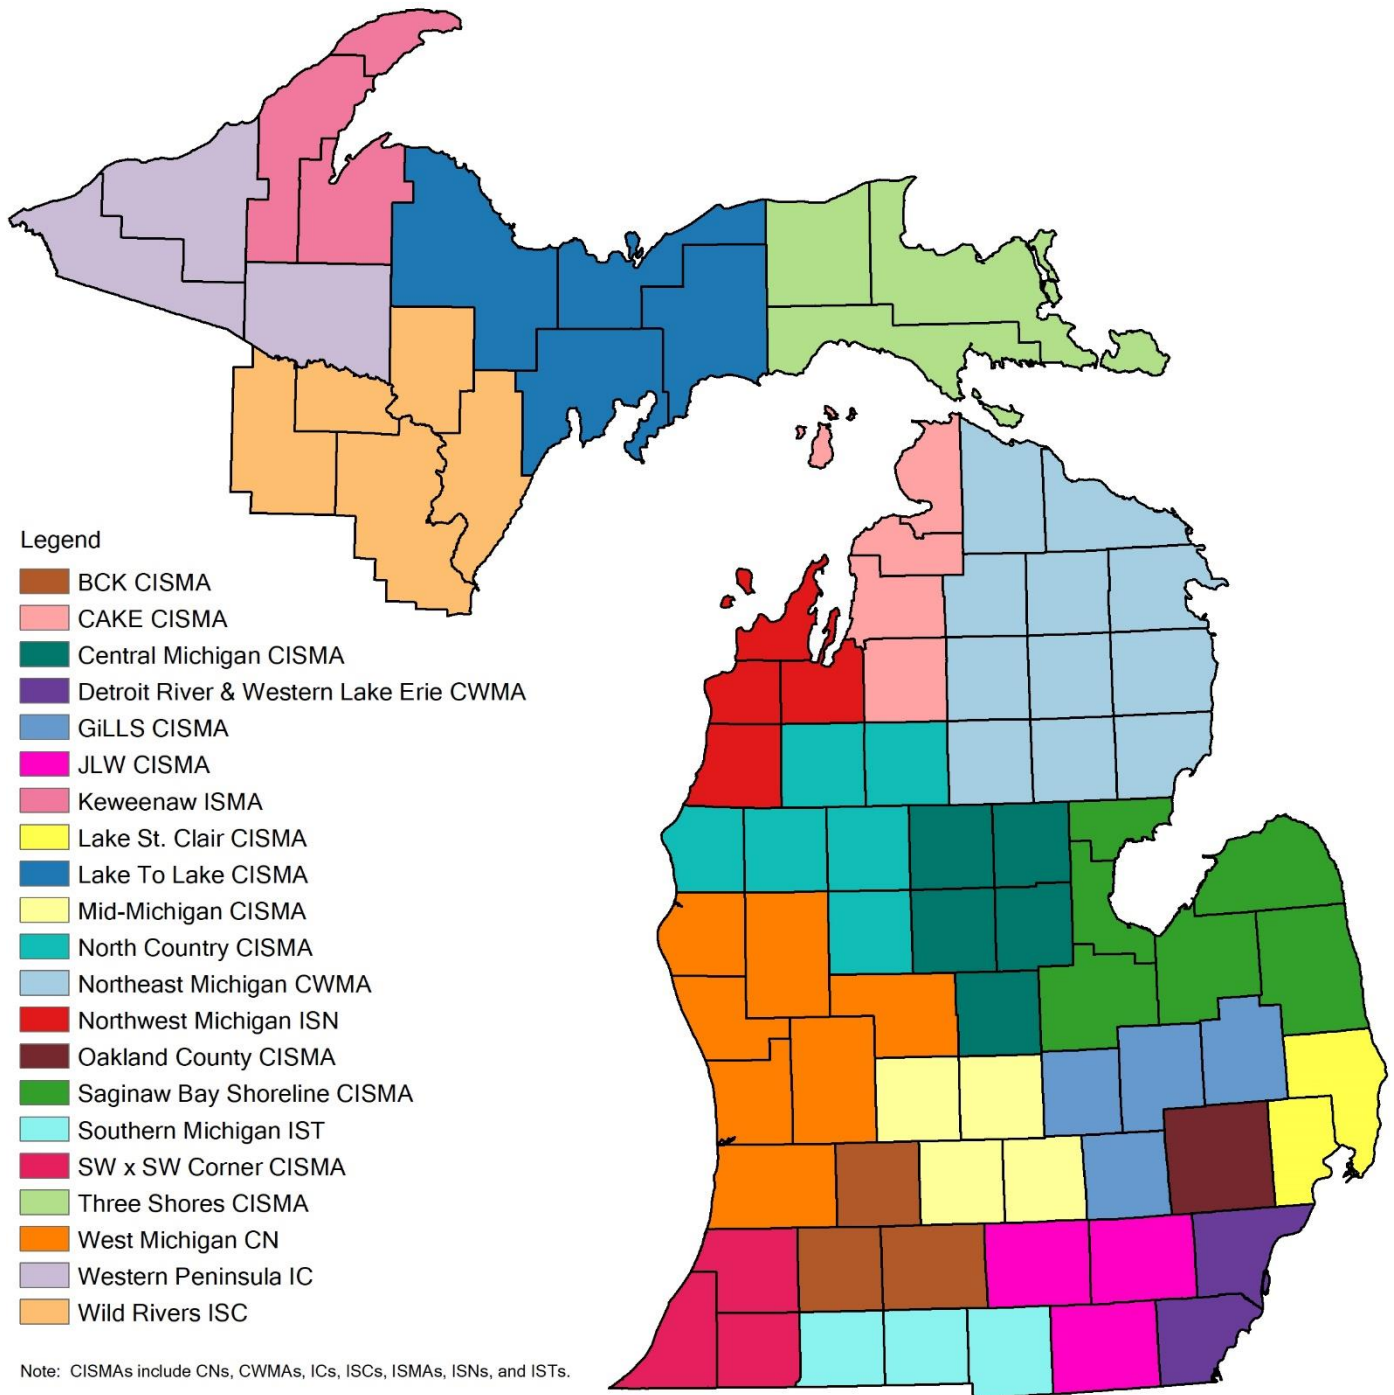 Legend
BCK CISMA
CAKE CISMA
Central Michigan CISMA
Detroit River & Western Lake Erie CWMA
GiLLS CISMA
JLW CISMA
Keweenaw ISMA
Lake St. Clair CISMA
Lake To Lake CISMA
Mid-Michigan CISMA
North Country CISMA
Northeast Michigan CWMA
Northwest Michigan ISN
Oakland County CISMA
Saginaw Bay Shoreline CISMA
Southern Michigan IST
SW x SW Corner CISMA
Three Shores CISMA
West Michigan CN
Western Peninsula IC
Wild Rivers ISC
Note: CISMAs include CNs, CWMAs, ICs, ISCs, ISMAs, ISNs, and ISTs.